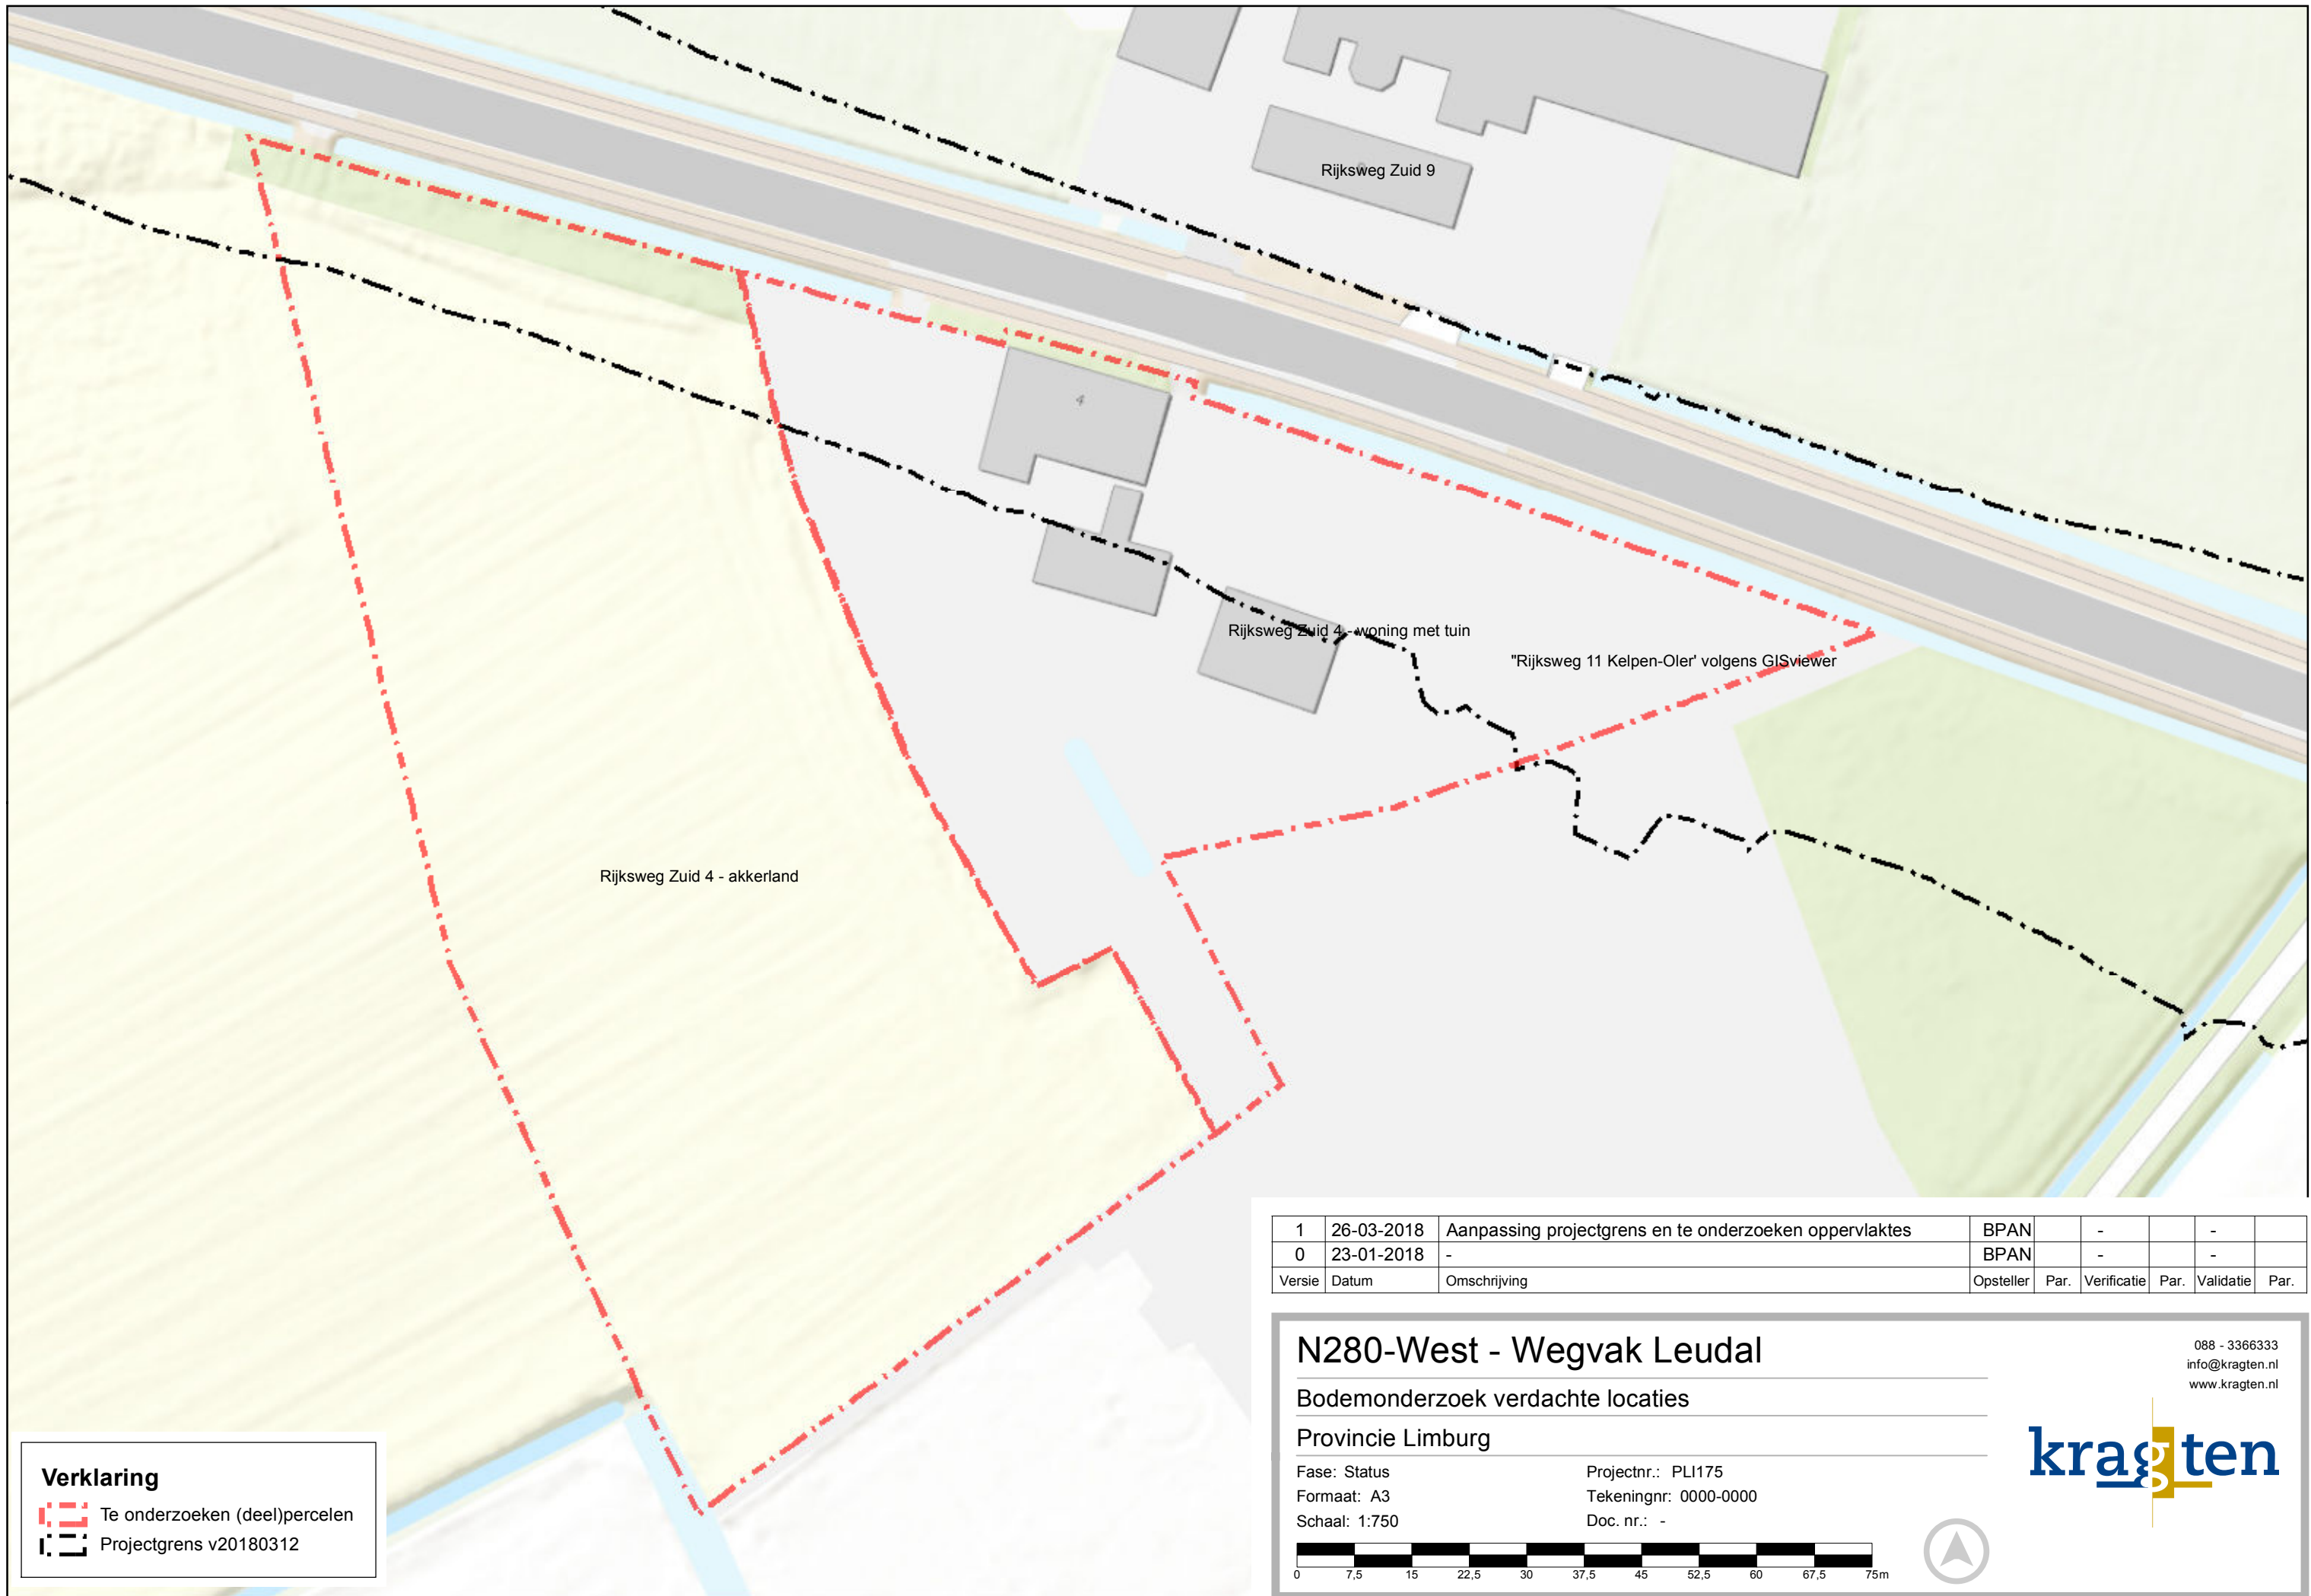 Rijksweg Zuid 9
4
Rijksweg Zuid 4 - woning met tuin
"Rijksweg 11 Kelpen-Oler' volgens GISviewer
Rijksweg Zuid 4 - akkerland
1 26-03-2018 Aanpassing projectgrens en te onderzoeken oppervlaktes BPAN - -
0 23-01-2018 - BPAN - -
Versie Datum Omschrijving Opsteller Par. Verificatie Par. Validatie Par.
N280-West - Wegvak Leudal
Bodemonderzoek verdachte locaties
Provincie Limburg
Fase: Status Projectnr.: PLI175
Formaat: A3 Tekeningnr: 0000-0000
Schaal: 1:750 Doc. nr.: -
0 7,5 15 22,5 30 37,5 45 52,5 60 67,5 75m
088 - 3366333
info@kragten.nl
www.kragten.nl
kragten
Verklaring
Te onderzoeken (deel)percelen
Projectgrens v20180312